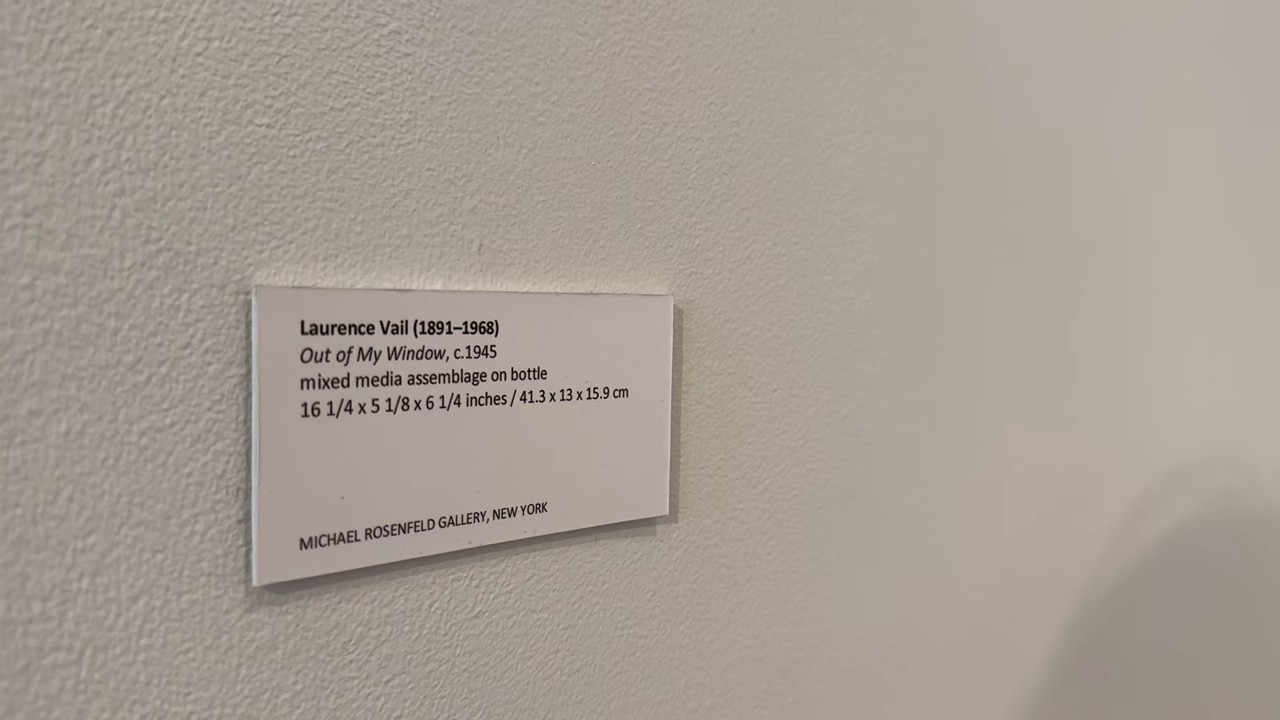 Laurence Vail (1891–1968)
Out of My Window, c.1945
mixed media assemblage on bottle
16 1/4 x 5 1/8 x 6 1/4 inches / 41.3 x 13 x 15.9 cm
MICHAEL ROSENFELD GALLERY, NEW YORK